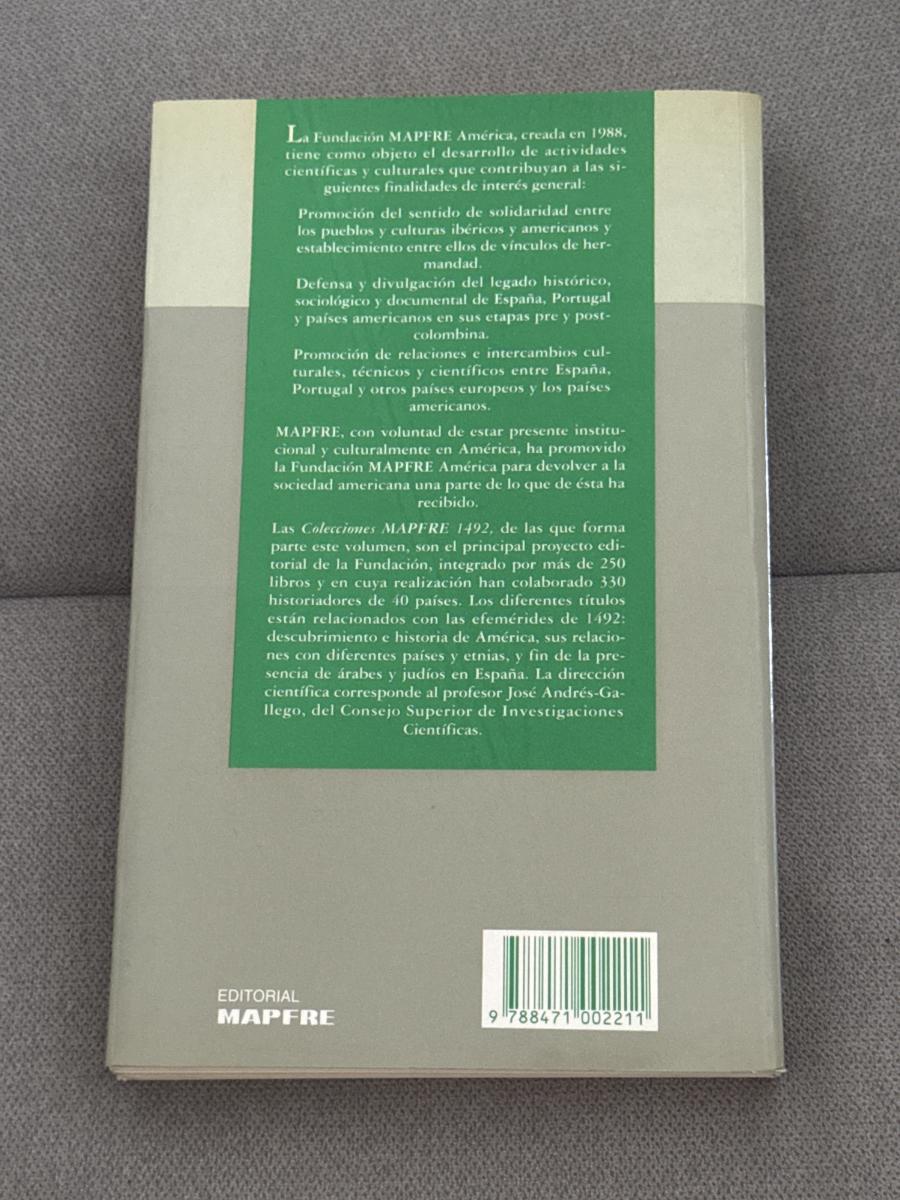 La Fundación MAPFRE América, creada en 1988,
tiene como objeto el desarrollo de actividades
científicas y culturales que contribuyan a las si-
guientes finalidades de interés general:
Promoción del sentido de solidaridad entre
los pueblos y culturas ibéricos y americanos y
establecimiento entre ellos de vínculos de her-
mandad.
Defensa y divulgación del legado histórico,
sociológico y documental de España, Portugal
y países americanos en sus etapas pre y post-
colombina.
Promoción de relaciones e intercambios cul-
turales, técnicos y científicos entre España,
Portugal y otros países europeos y los países
americanos.
MAPFRE, con voluntad de estar presente institu-
cional y culturalmente en América, ha promovido
la Fundación MAPFRE América para devolver a la
sociedad americana una parte de lo que de ésta ha
recibido.
Las Colecciones MAPFRE 1492, de las que forma
parte este volumen, son el principal proyecto edi-
torial de la Fundación, integrado por más de 250
libros y en cuya realización han colaborado 330
historiadores de 40 países. Los diferentes títulos
están relacionados con las efemérides de 1492:
descubrimiento e historia de América, sus relacio-
nes con diferentes países y etnias, y fin de la pre-
sencia de árabes y judíos en España. La dirección
científica corresponde al profesor José Andrés-Ga-
llego, del Consejo Superior de Investigaciones
Científicas.
EDITORIAL
MAPFRE
9 788471 002211